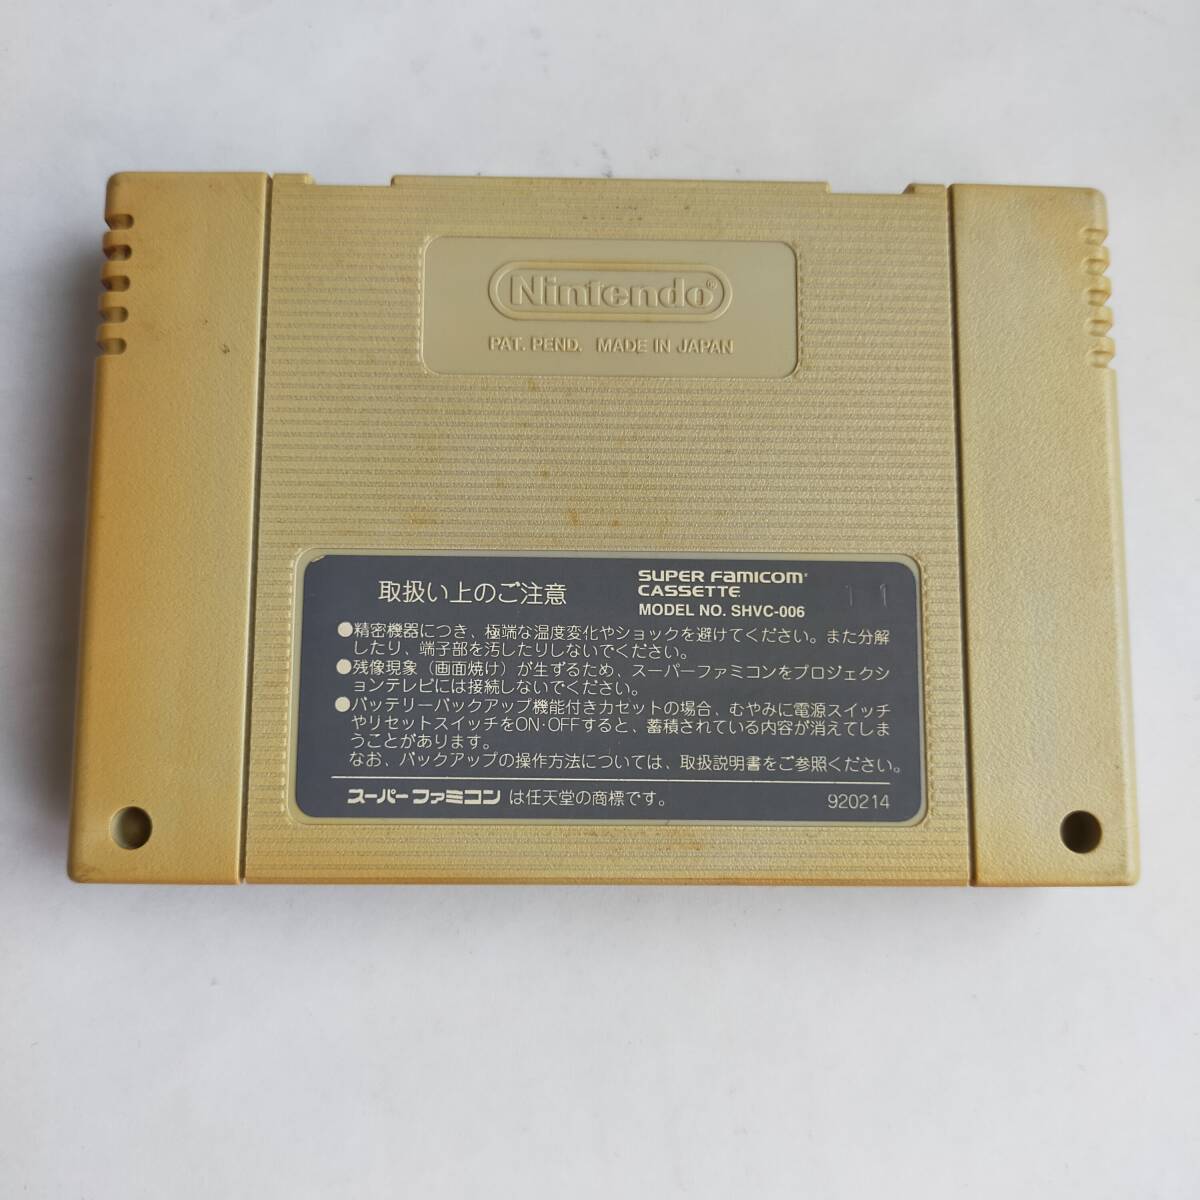 Nintendo®
PAT. PEND. MADE IN JAPAN
取扱い上のご注意
SUPER FAMICOM®
CASSETTE
MODEL NO. SHVC-006
11
●精密機器につき、極端な温度変化やショックを避けてください。また分解
したり、端子部を汚したりしないでください。
●残像現象（画面焼け）が生ずるため、スーパーファミコンをプロジェクシ
ョンテレビには接続しないでください。
●バッテリーバックアップ機能付きカセットの場合、むやみに電源スイッチ
やリセットスイッチをON・OFFすると、蓄積されている内容が消えてしま
うことがあります。
なお、バックアップの操作方法については、取扱説明書をご参照ください。
スーパーファミコン は任天堂の商標です。
920214